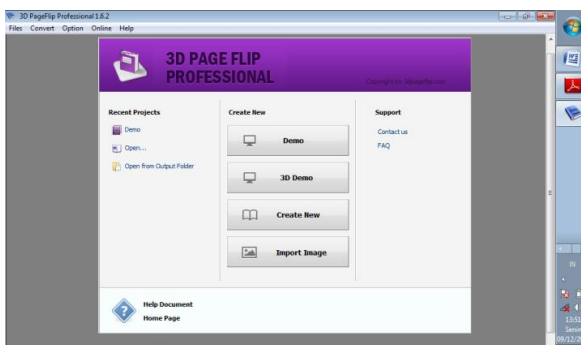 3D PageFlip Professional 1.6.2
Files Convert Option Online Help
3D PAGE FLIP
PROFESSIONAL
Recent Projects
Demo
Open...
Open from Output Folder
Create New
Demo
3D Demo
Create New
Import Image
Support
Contact us
FAQ
Help Document
Home Page
IN
13:51
Senin